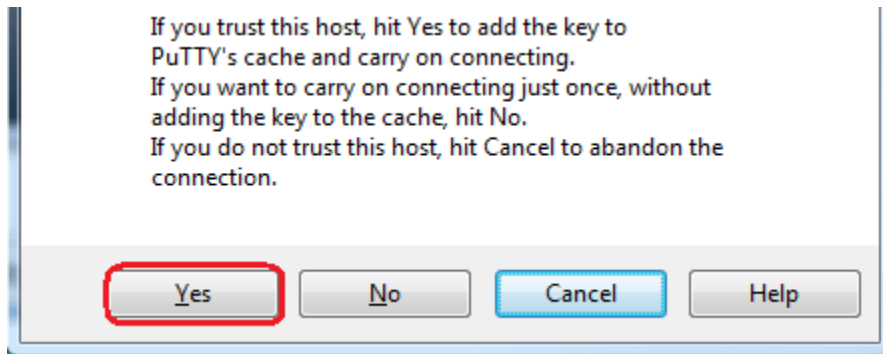 If you trust this host, hit Yes to add the key to
PuTTY's cache and carry on connecting.
If you want to carry on connecting just once, without
adding the key to the cache, hit No.
If you do not trust this host, hit Cancel to abandon the
connection.
Yes No Cancel Help